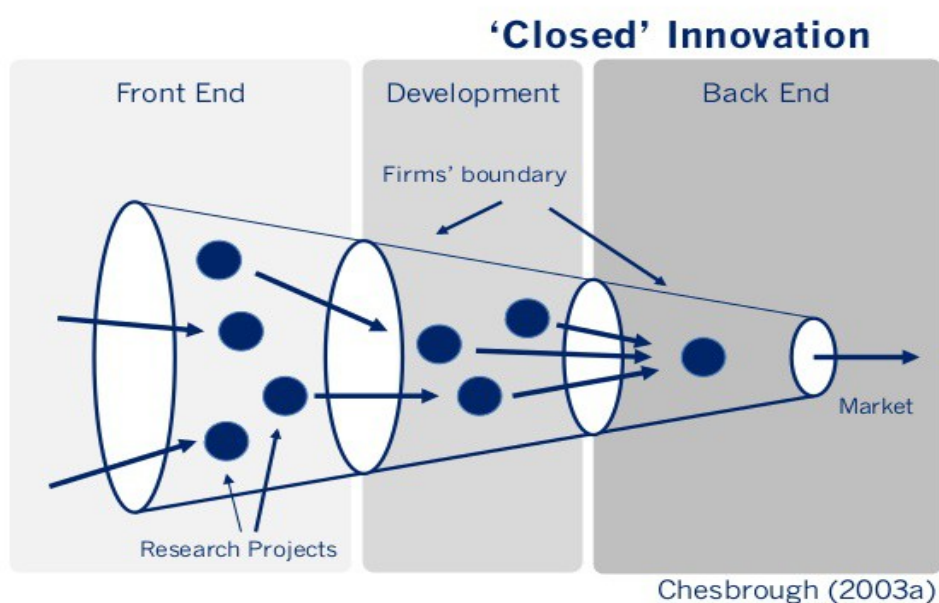 ‘Closed’ Innovation
Front End
Development
Back End
Firms’ boundary
Market
Research Projects
Chesbrough (2003a)